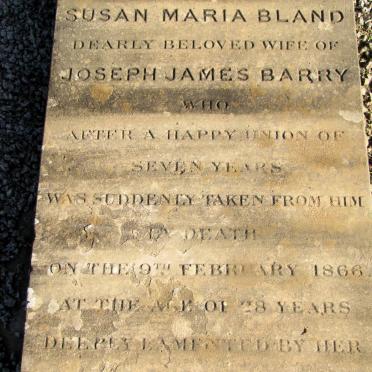 SUSAN MARIA BLAND
DEARLY BELOVED WIFE OF
JOSEPH JAMES BARRY
WHO
AFTER A HAPPY UNION OF
SEVEN YEARS
WAS SUDDENLY TAKEN FROM HIM
BY DEATH
ON THE 9TH FEBRUARY 1866
AT THE AGE OF 28 YEARS
DEEPLY LAMENTED BY HER